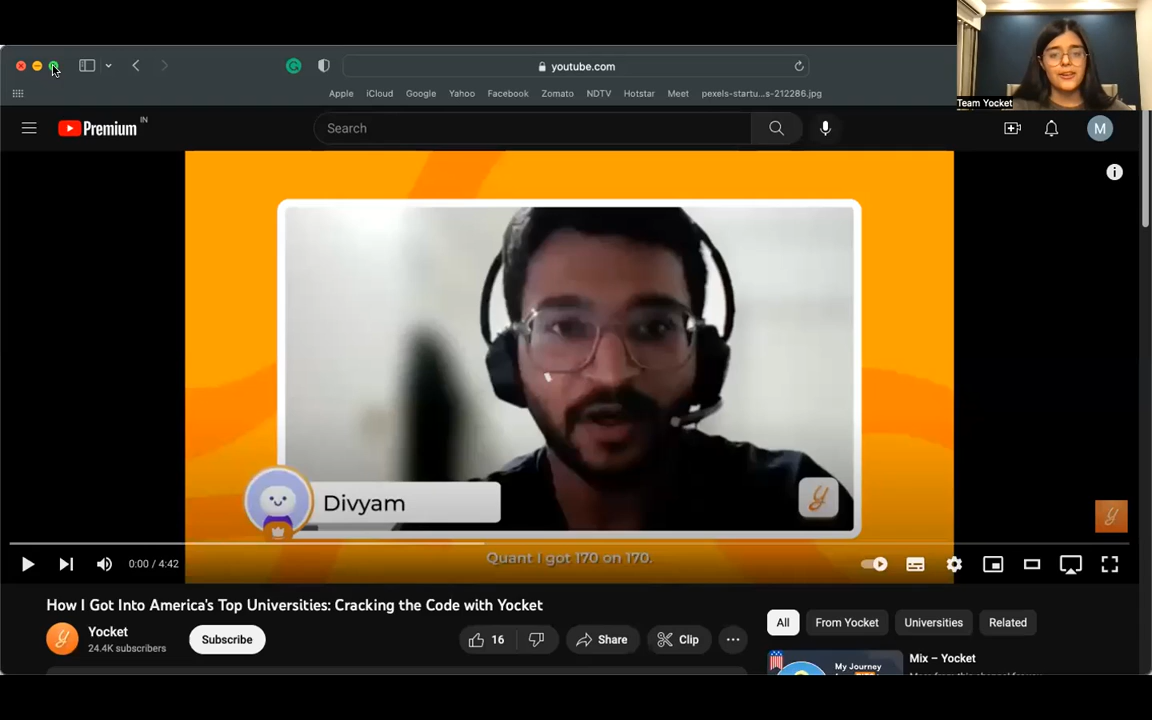 youtube.com
Apple iCloud Google Yahoo Facebook Zomato NDTV Hotstar Meet pexels-startu...s-212286.jpg
Team Yocket
Premium IN
Search
M
Divyam
y
y
Quant I got 170 on 170.
0:00 / 4:42
How I Got Into America's Top Universities: Cracking the Code with Yocket
Yocket
24.4K subscribers
Subscribe
16
Share
Clip
All
From Yocket
Universities
Related
My Journey
Mix – Yocket